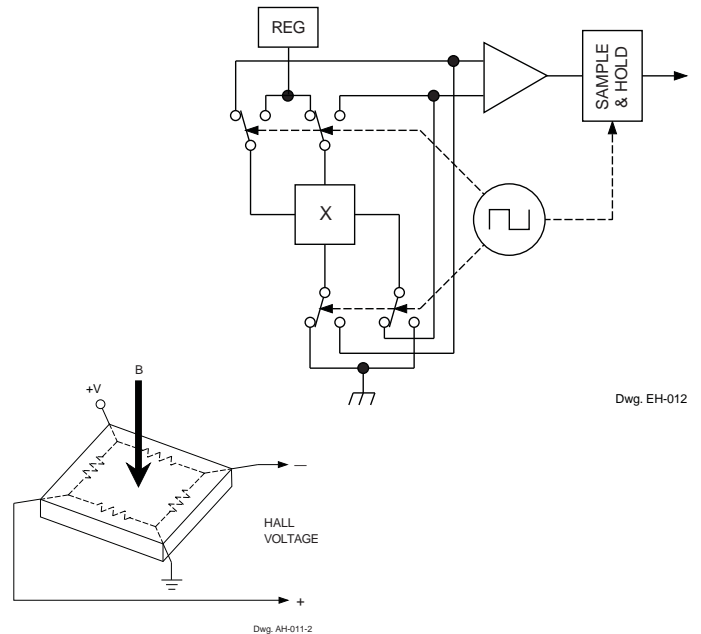 REG
SAMPLE
& HOLD
X
Dwg. EH-012
B
+V
—
HALL
VOLTAGE
+
Dwg. AH-011-2